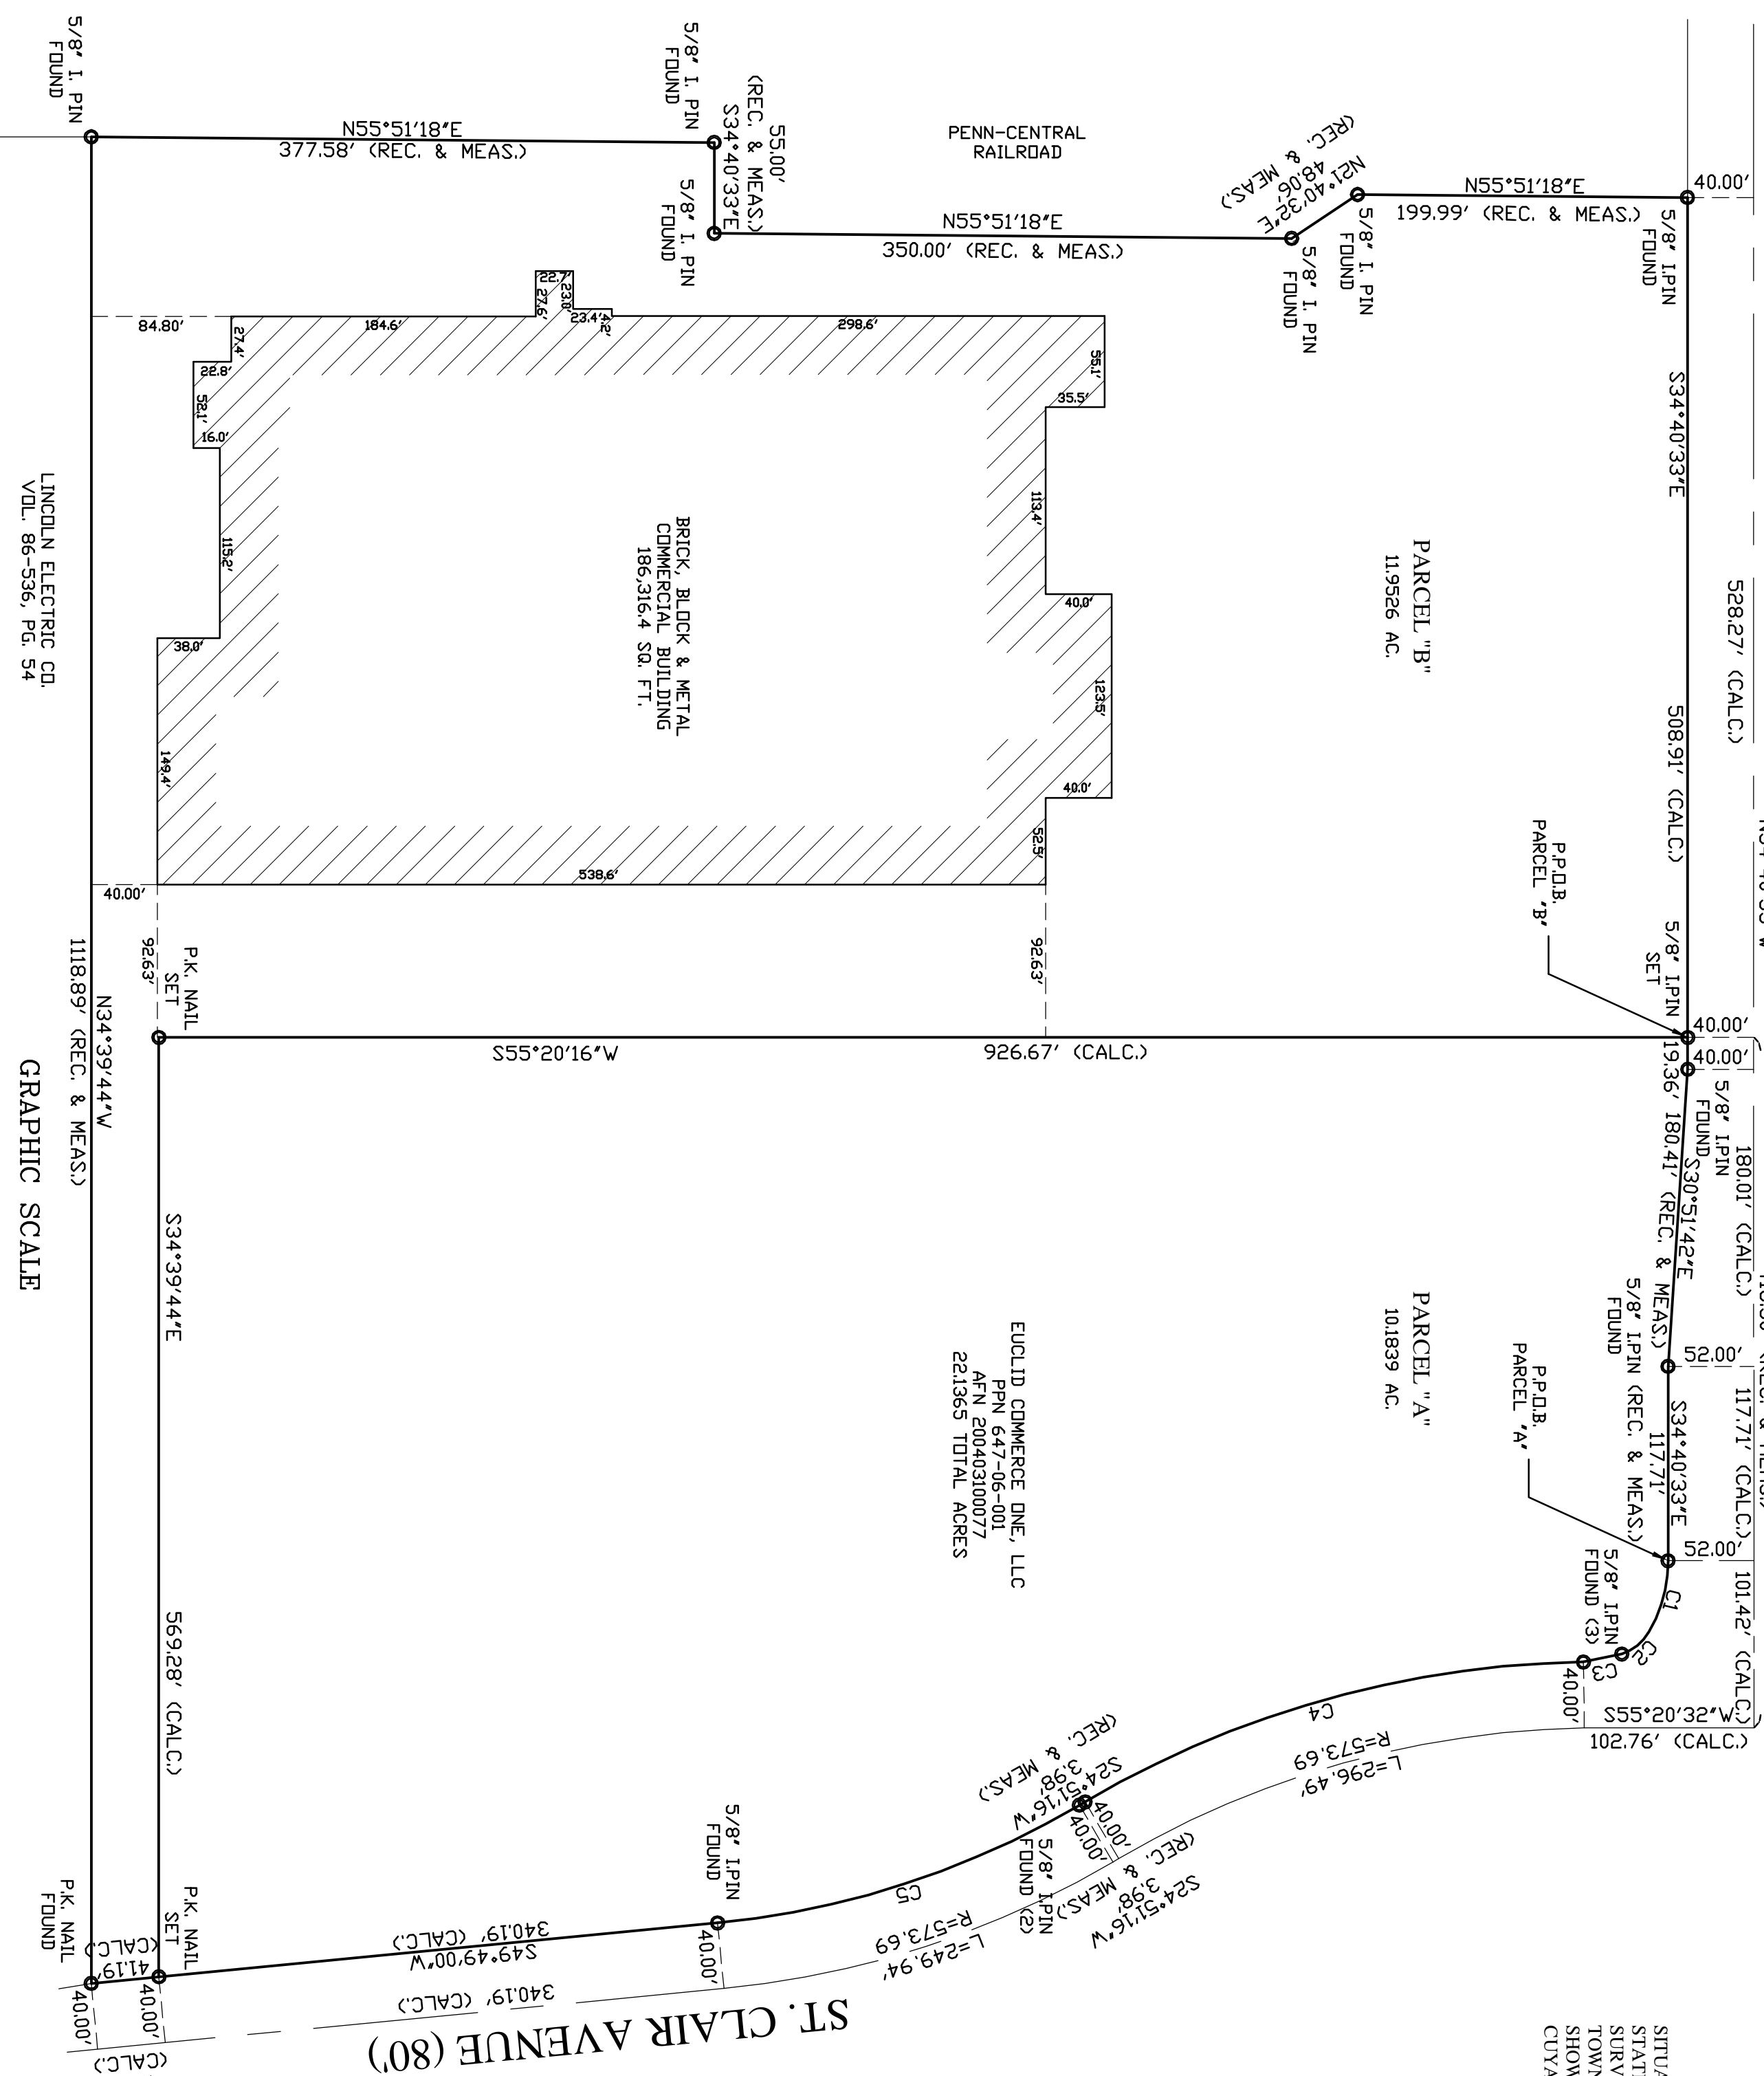 5/8" I. PIN
FOUND
N55°51'18"E
377.58' (REC. & MEAS.)
5/8" I. PIN
FOUND
55.00'
S34°40'33"E
(REC. & MEAS.)
5/8" I. PIN
FOUND
PENN-CENTRAL
RAILROAD
N55°51'18"E
350.00' (REC. & MEAS.)
N21°40'32"E
48.06'
(REC. & MEAS.)
5/8" I. PIN
FOUND
5/8" I. PIN
FOUND
N55°51'18"E
199.99' (REC. & MEAS.)
40.00'
5/8" I.PIN
FOUND
S34°40'33"E
508.91' (CALC.)
528.27' (CALC.)
84.80'
27.4'
22.8'
52.1'
16.0'
115.2'
38.0'
149.4'
184.6'
22.7'
27.6'
23.0'
23.4'
4.2'
298.6'
55.1'
35.5'
113.4'
40.0'
123.5'
40.0'
52.5'
538.6'
BRICK, BLOCK & METAL
COMMERCIAL BUILDING
186,316.4 SQ. FT.
PARCEL "B"
11.9526 AC.
LINCOLN ELECTRIC CO.
VOL. 86-536, PG. 54
40.00'
92.63'
92.63'
P.K. NAIL
SET
P.P.O.B.
PARCEL "B"
5/8" I.PIN
SET
40.00'
40.00'
19.36'
5/8" I.PIN
FOUND
S55°20'16"W
926.67' (CALC.)
N34°39'44"W
1118.89' (REC. & MEAS.)
GRAPHIC SCALE
S34°39'44"E
569.28' (CALC.)
180.01' (CALC.)
S30°51'42"E
180.41' (REC. & MEAS.)
5/8" I.PIN
FOUND
52.00'
117.71' (CALC.)
S34°40'33"E
117.71'
(REC. & MEAS.)
PARCEL "A"
10.1839 AC.
EUCLID COMMERCE ONE, LLC
PPN 647-06-001
AFN 200403100077
22.1365 TOTAL ACRES
P.P.O.B.
PARCEL "A"
52.00'
101.42' (CALC.)
5/8" I.PIN
FOUND (3)
C1
C2
C3
40.00'
S55°20'32"W
102.76' (CALC.)
C4
R=573.69
L=296.49'
S24°51'16"W
3.98'
(REC. & MEAS.)
40.00'
40.00'
5/8" I.PIN
FOUND (2)
S24°51'16"W
3.98'
(REC. & MEAS.)
C5
R=573.69
L=249.94'
5/8" I.PIN
FOUND
40.00'
S49°49'00"W
340.19' (CALC.)
340.19' (CALC.)
P.K. NAIL
SET
40.00'
41.19'
(CALC.)
P.K. NAIL
FOUND
40.00'
(CALC.)
ST. CLAIR AVENUE (80')
SITUA
STATE
SURV
TOWN
SHOW
CUYA